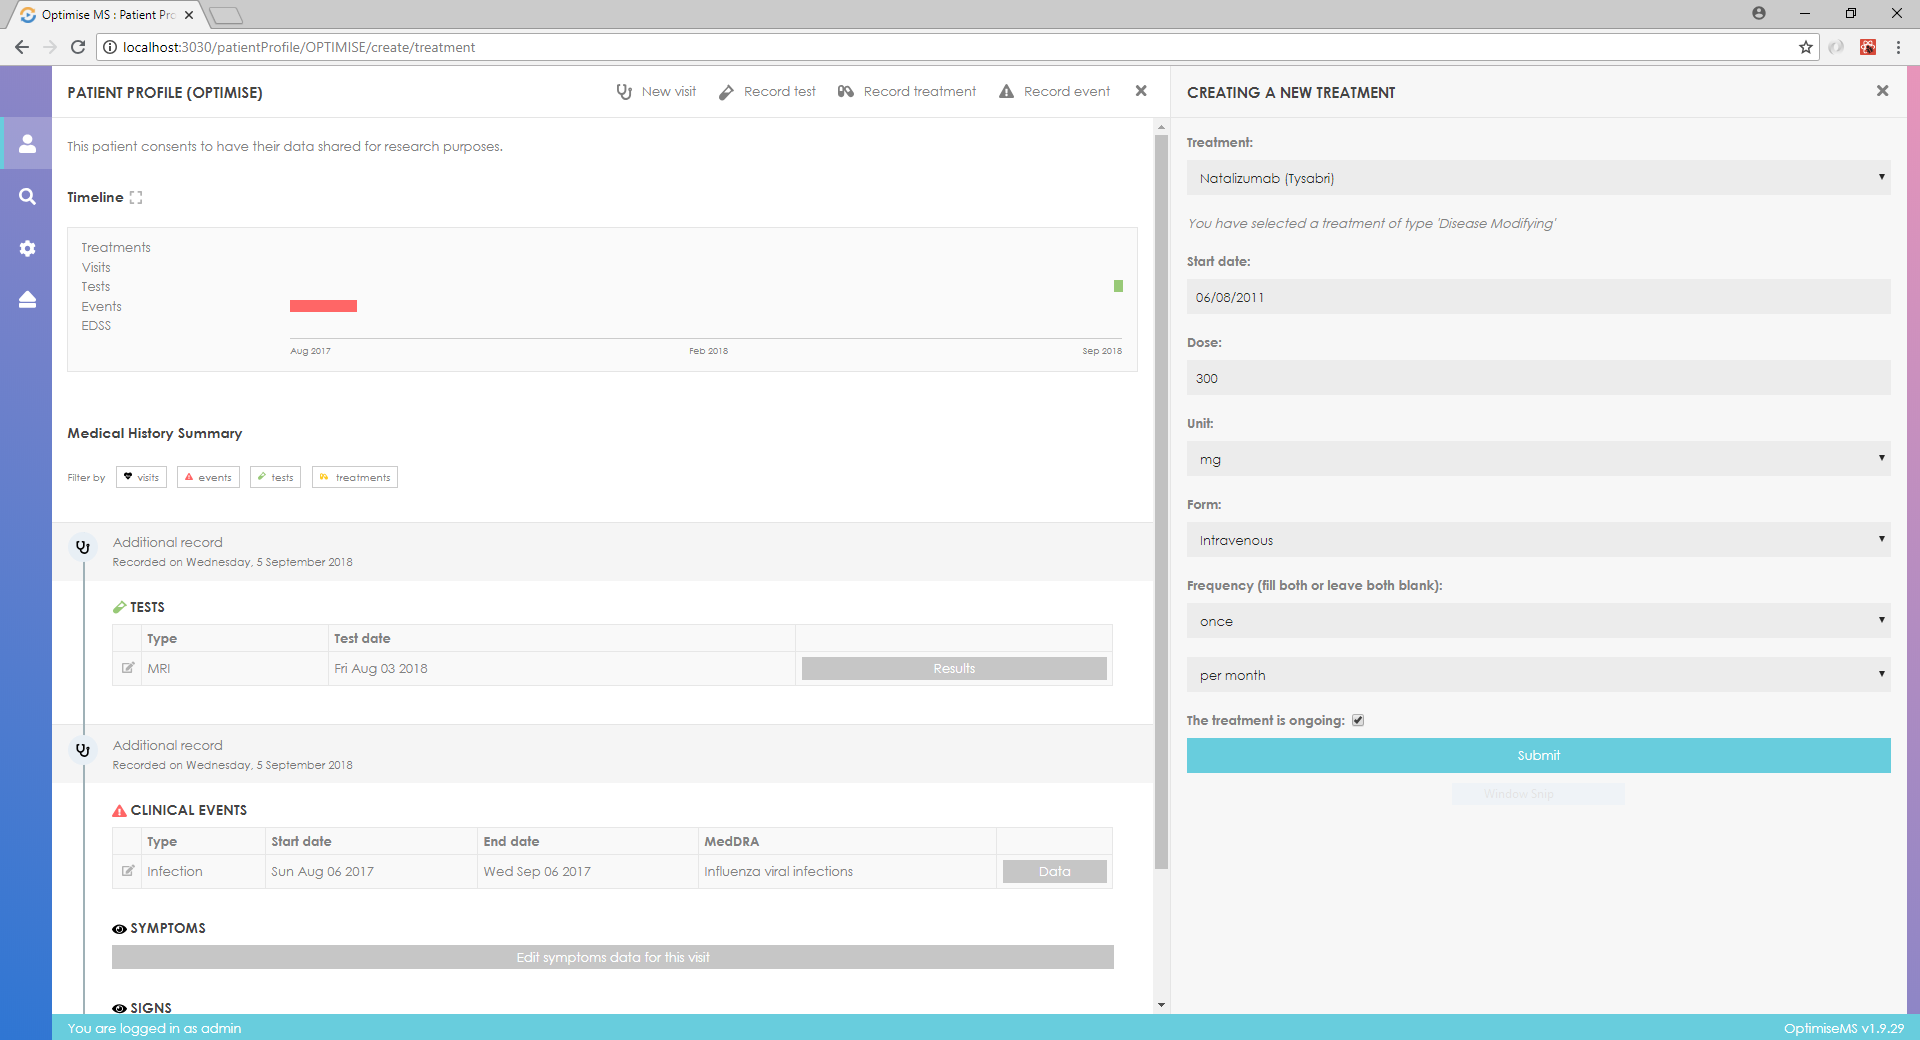 Optimise MS : Patient Pro
localhost:3030/patientProfile/OPTIMISE/create/treatment
PATIENT PROFILE (OPTIMISE)
New visit
Record test
Record treatment
Record event
This patient consents to have their data shared for research purposes.
Timeline
Treatments
Visits
Tests
Events
EDSS
Aug 2017
Feb 2018
Sep 2018
Medical History Summary
Filter by
visits
events
tests
treatments
Additional record
Recorded on Wednesday, 5 September 2018
TESTS
Type Test date
MRI Fri Aug 03 2018 Results
Additional record
Recorded on Wednesday, 5 September 2018
CLINICAL EVENTS
Type Start date End date MedDRA
Infection Sun Aug 06 2017 Wed Sep 06 2017 Influenza viral infections Data
SYMPTOMS
Edit symptoms data for this visit
SIGNS
CREATING A NEW TREATMENT
Treatment:
Natalizumab (Tysabri)
You have selected a treatment of type 'Disease Modifying'
Start date:
06/08/2011
Dose:
300
Unit:
mg
Form:
Intravenous
Frequency (fill both or leave both blank):
once
per month
The treatment is ongoing:
Submit
Window Snip
You are logged in as admin
OptimiseMS v1.9.29